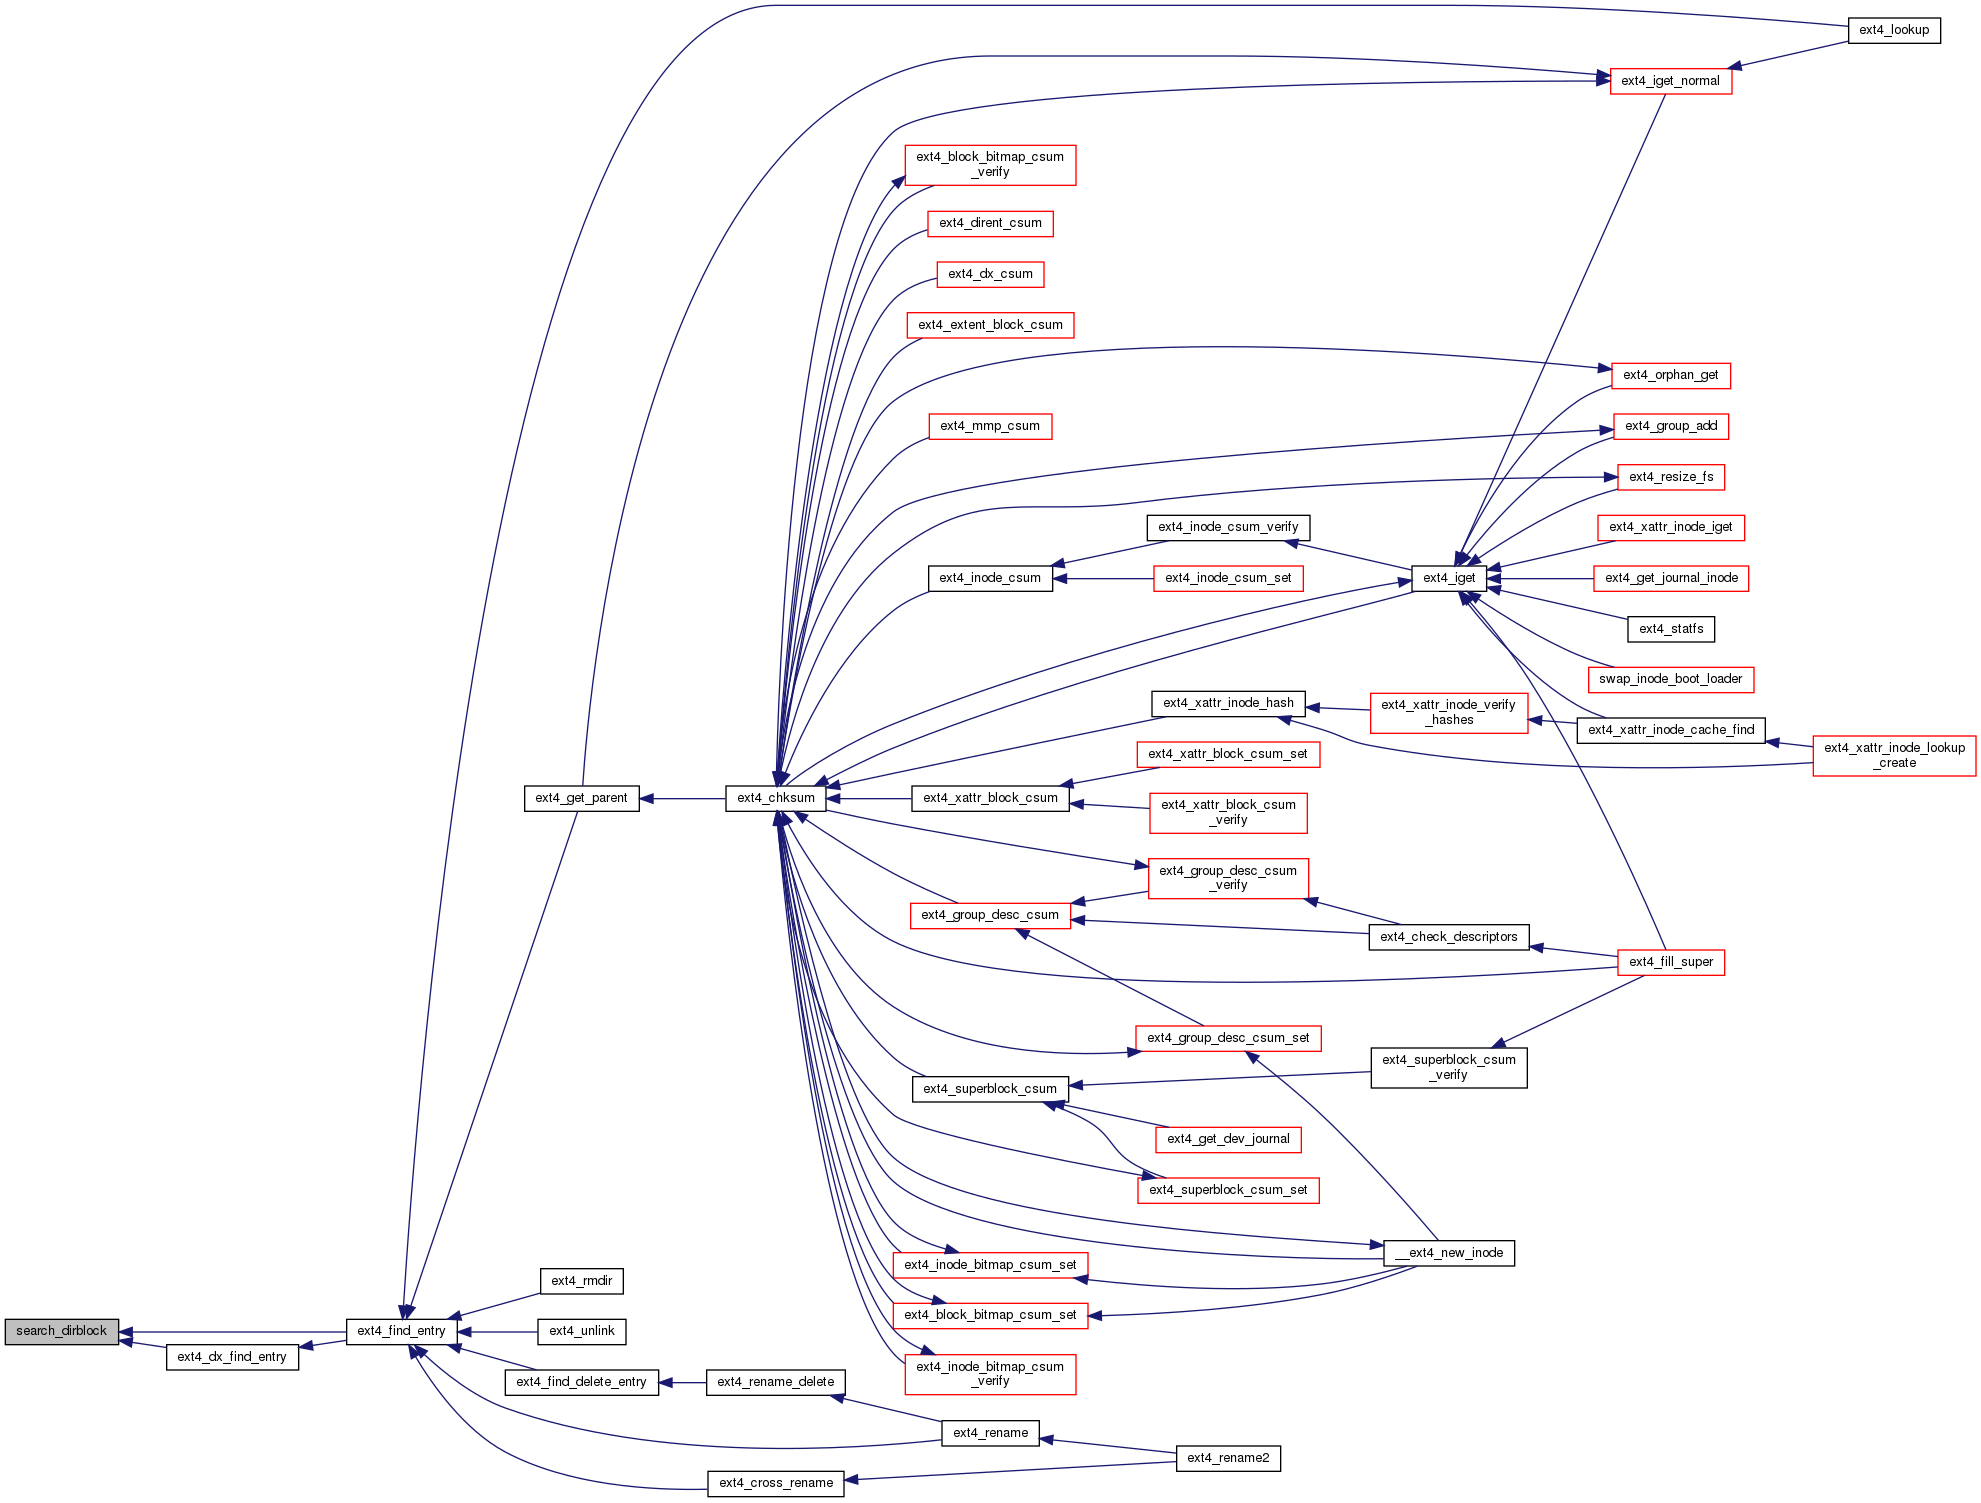 ext4_lookup
ext4_iget_normal
ext4_block_bitmap_csum
_verify
ext4_dirent_csum
ext4_dx_csum
ext4_extent_block_csum
ext4_orphan_get
ext4_mmp_csum
ext4_group_add
ext4_resize_fs
ext4_inode_csum_verify
ext4_xattr_inode_iget
ext4_inode_csum
ext4_inode_csum_set
ext4_iget
ext4_get_journal_inode
ext4_statfs
swap_inode_boot_loader
ext4_xattr_inode_hash
ext4_xattr_inode_verify
_hashes
ext4_xattr_inode_cache_find
ext4_xattr_inode_lookup
_create
ext4_xattr_block_csum_set
ext4_get_parent
ext4_chksum
ext4_xattr_block_csum
ext4_xattr_block_csum
_verify
ext4_group_desc_csum
_verify
ext4_group_desc_csum
ext4_check_descriptors
ext4_fill_super
ext4_group_desc_csum_set
ext4_superblock_csum
_verify
ext4_superblock_csum
ext4_get_dev_journal
ext4_superblock_csum_set
__ext4_new_inode
ext4_inode_bitmap_csum_set
ext4_rmdir
ext4_block_bitmap_csum_set
search_dirblock
ext4_find_entry
ext4_unlink
ext4_dx_find_entry
ext4_inode_bitmap_csum
_verify
ext4_find_delete_entry
ext4_rename_delete
ext4_rename
ext4_rename2
ext4_cross_rename